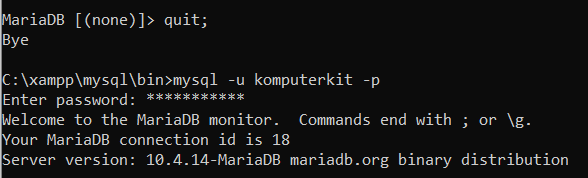 MariaDB [(none)]> quit;
Bye
C:\xampp\mysql\bin>mysql -u komputerkit -p
Enter password: ***********
Welcome to the MariaDB monitor.  Commands end with ; or \g.
Your MariaDB connection id is 18
Server version: 10.4.14-MariaDB mariadb.org binary distribution